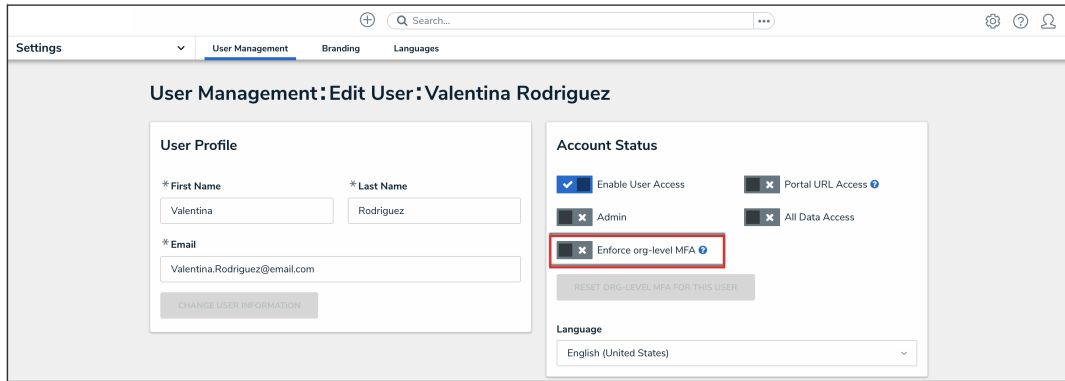 Search...
Settings
User Management
Branding
Languages
User Management:Edit User:Valentina Rodriguez
User Profile
*First Name
*Last Name
Valentina
Rodriguez
*Email
Valentina.Rodriguez@email.com
CHANGE USER INFORMATION
Account Status
Enable User Access
Portal URL Access ?
Admin
All Data Access
Enforce org-level MFA ?
RESET ORG-LEVEL MFA FOR THIS USER
Language
English (United States)